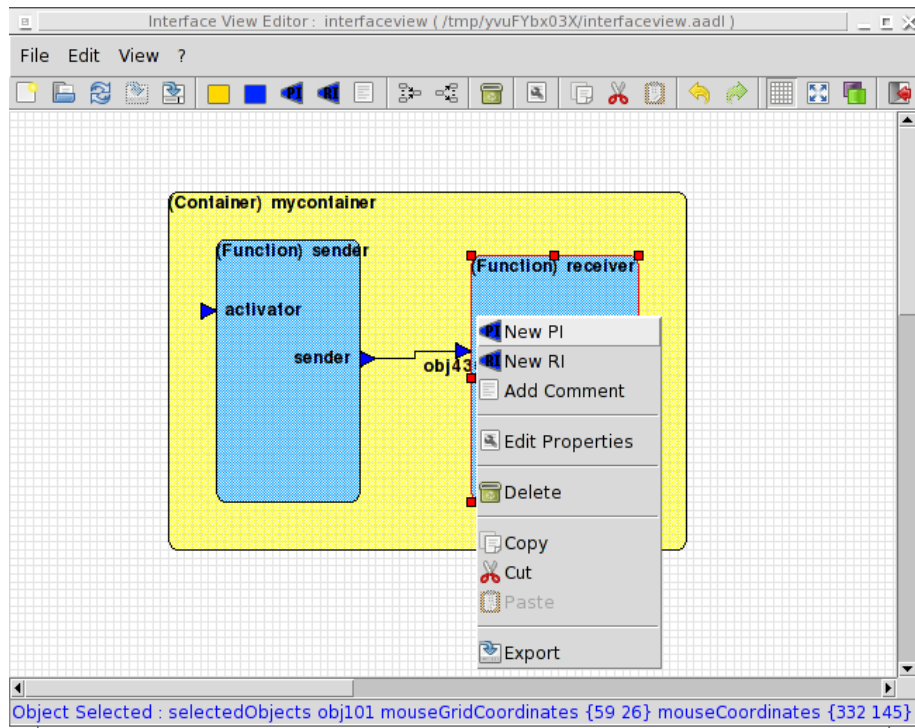 Interface View Editor : interfaceview ( /tmp/yvuFYbx03X/interfaceview.aadl )
File Edit View ?
PI RI
(Container) mycontainer
(Function) sender
(Function) receiver
activator
sender
obj43
PI New PI
RI New RI
Add Comment
Edit Properties
Delete
Copy
Cut
Paste
Export
Object Selected : selectedObjects obj101 mouseGridCoordinates {59 26} mouseCoordinates {332 145}